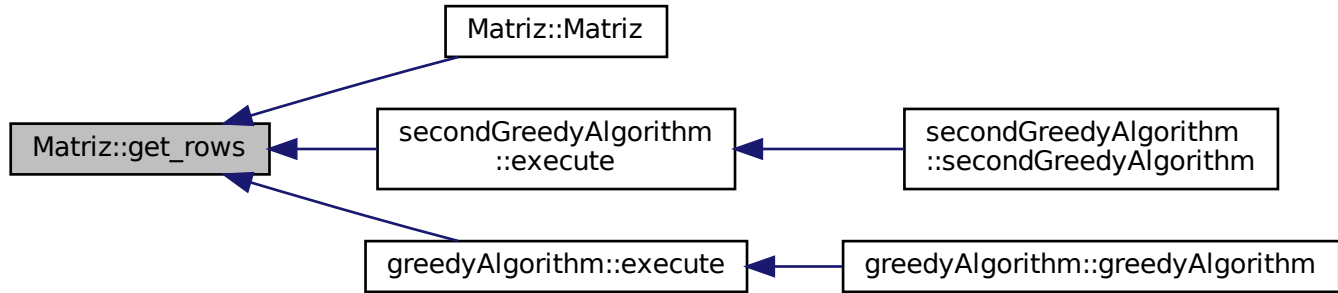 Matriz::Matriz
Matriz::get_rows
secondGreedyAlgorithm
::execute
secondGreedyAlgorithm
::secondGreedyAlgorithm
greedyAlgorithm::execute
greedyAlgorithm::greedyAlgorithm